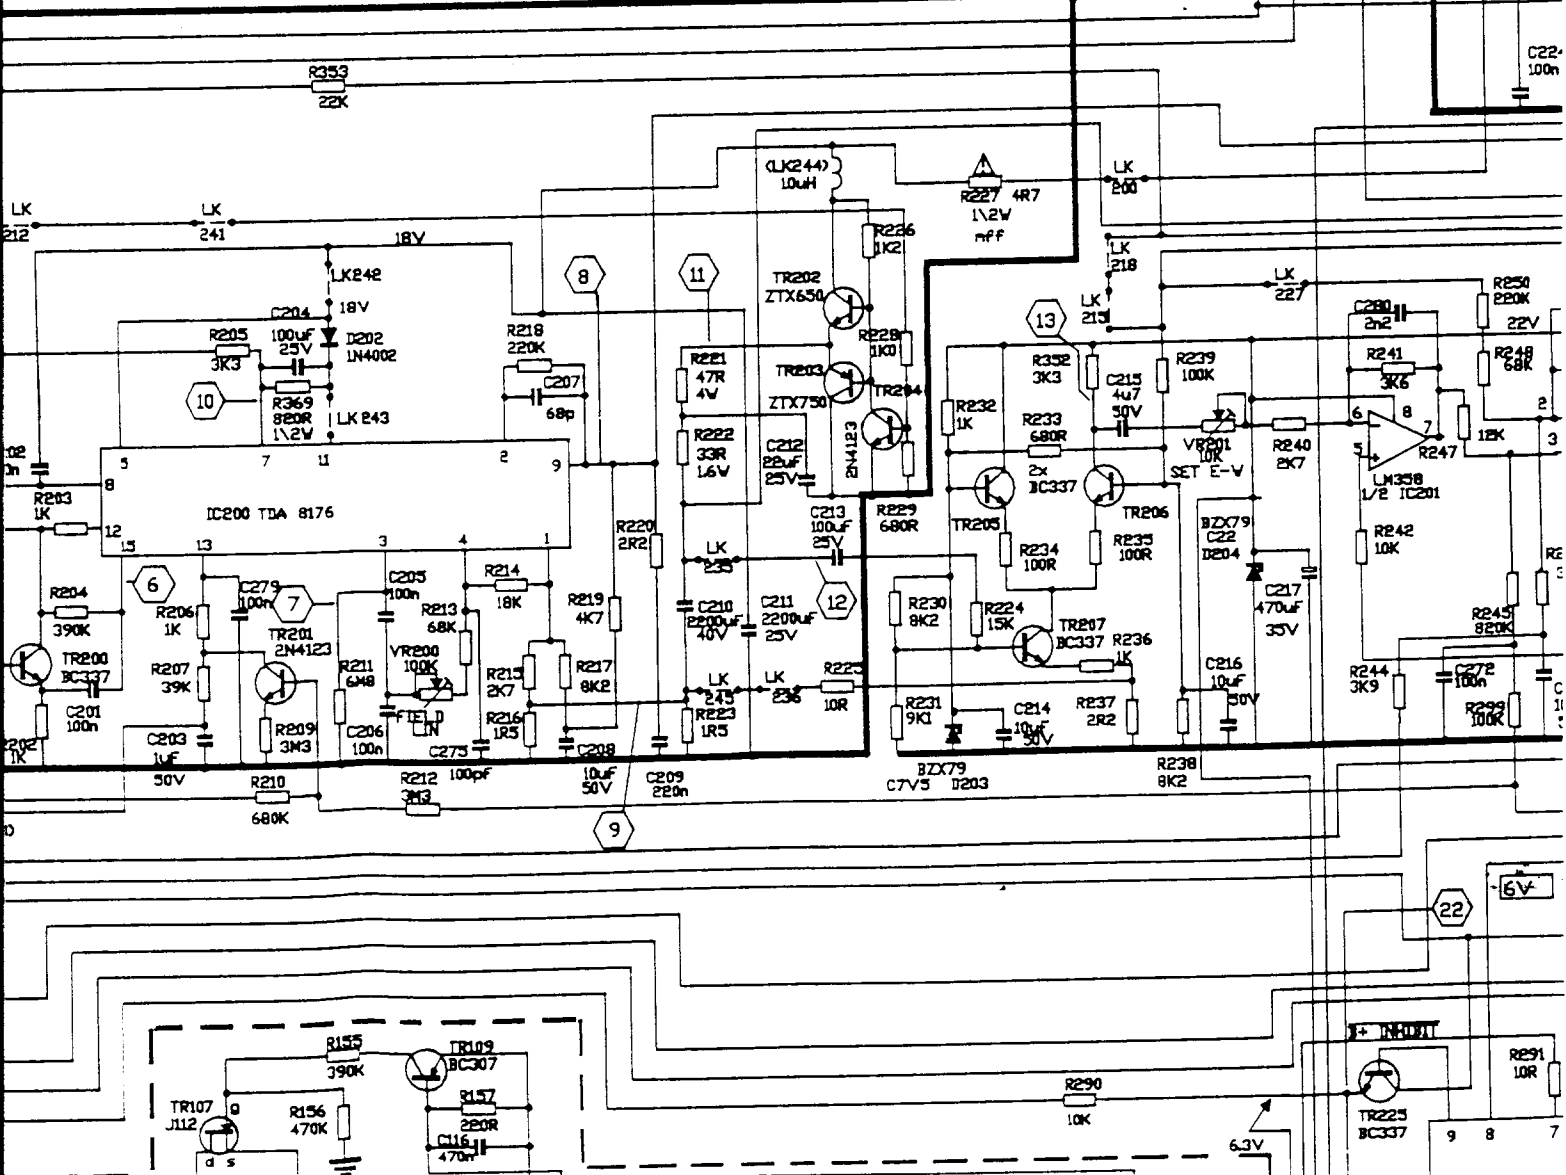 C224
100n
R353
22K
(LK244)
10uH
R227 4R7
1\2W
mff
LK
200
LK
212
LK
241
18V
R226
1K2
LK
218
LK242
18V
8
11
TR202
ZTX650
LK
215
LK
227
R250
220K
22V
C204
100uF
25V
D202
1N4002
R205
3K3
R218
220K
C207
68p
R221
47R
4W
TR203
ZTX750
R228
1K0
TR204
2N4123
13
R352
3K3
C215
4u7
50V
R239
100K
C280
2n2
R241
3K6
R248
68K
10
R369
820R
1\2W
LK243
R222
33R
1.6W
C212
22uF
25V
R232
1K
R233
680R
2x
BC337
VR201
10K
SET E-W
R240
2K7
6
5
8
7
LM358
1/2 IC201
R247
12K
2
3
5
7
11
2
9
8
12
15
13
3
4
1
IC200 TDA 8176
R203
1K
R220
2R2
C213
100uF
25V
R229
680R
TR205
TR206
BZX79
C22
D204
R242
10K
R234
100R
R235
100R
LK
235
6
7
12
R204
390K
R206
1K
C279
100n
C205
100n
R214
18K
R213
68K
R219
4K7
C210
2200uF
40V
C211
2200uF
25V
R230
8K2
R224
15K
C217
470uF
35V
R245
820K
TR200
BC337
TR201
2N4123
R207
39K
R211
6M8
VR200
100K
FIELD
IN
R215
2K7
R217
8K2
LK
245
LK
236
R225
10R
TR207
BC337
R236
1K
C216
10uF
50V
R244
3K9
C272
100n
C201
100n
R202
1K
C203
1uF
50V
R209
3M3
C206
100n
C275
100pf
R216
1R5
C208
10uF
50V
C209
220n
R223
1R5
R231
9K1
C214
10uF
50V
R237
2R2
R299
100K
BZX79
C7V5 D203
R238
8K2
R210
680K
R212
3M3
9
6V
22
B+ INHIBIT
R155
390K
TR109
BC307
R291
10R
TR107
J112
g
d s
R156
470K
R157
220R
C116
470n
R290
10K
6.3V
TR225
BC337
9
8
7